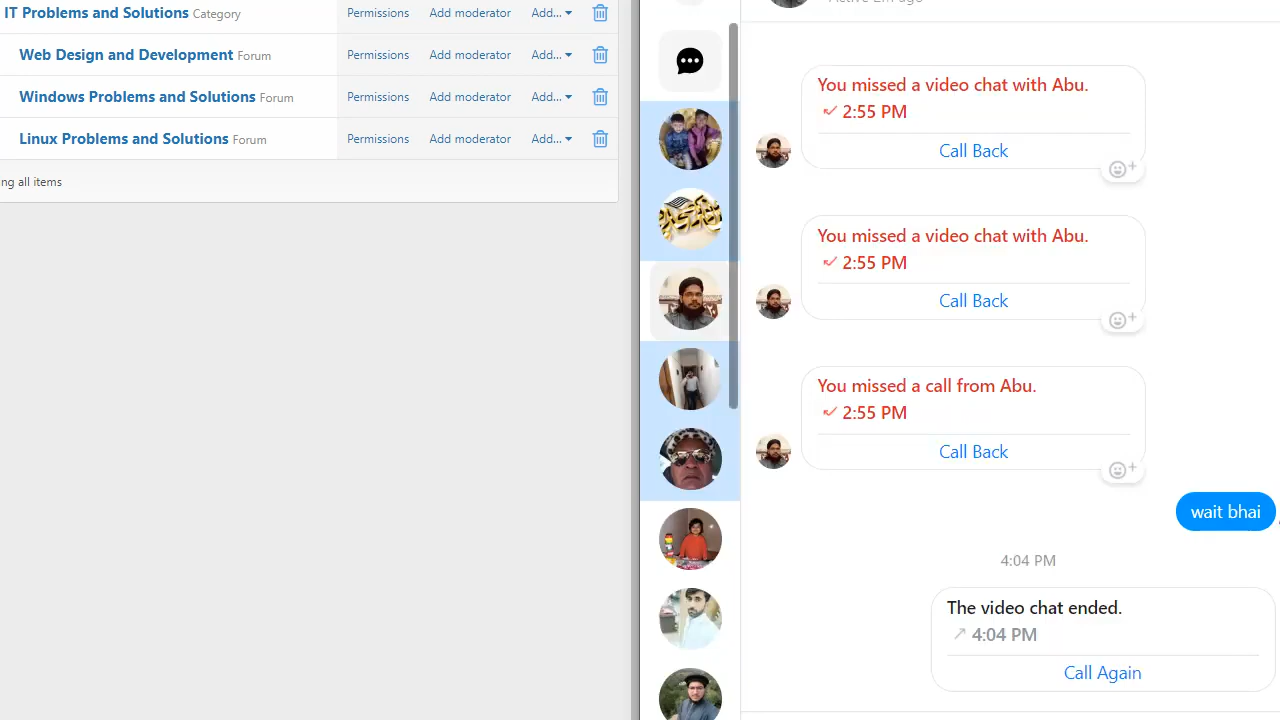 IT Problems and Solutions Category Permissions Add moderator Add...
Web Design and Development Forum Permissions Add moderator Add...
Windows Problems and Solutions Forum Permissions Add moderator Add...
Linux Problems and Solutions Forum Permissions Add moderator Add...
ng all items
Active 2m ago
You missed a video chat with Abu.
2:55 PM
Call Back
You missed a video chat with Abu.
2:55 PM
Call Back
You missed a call from Abu.
2:55 PM
Call Back
wait bhai
4:04 PM
The video chat ended.
4:04 PM
Call Again